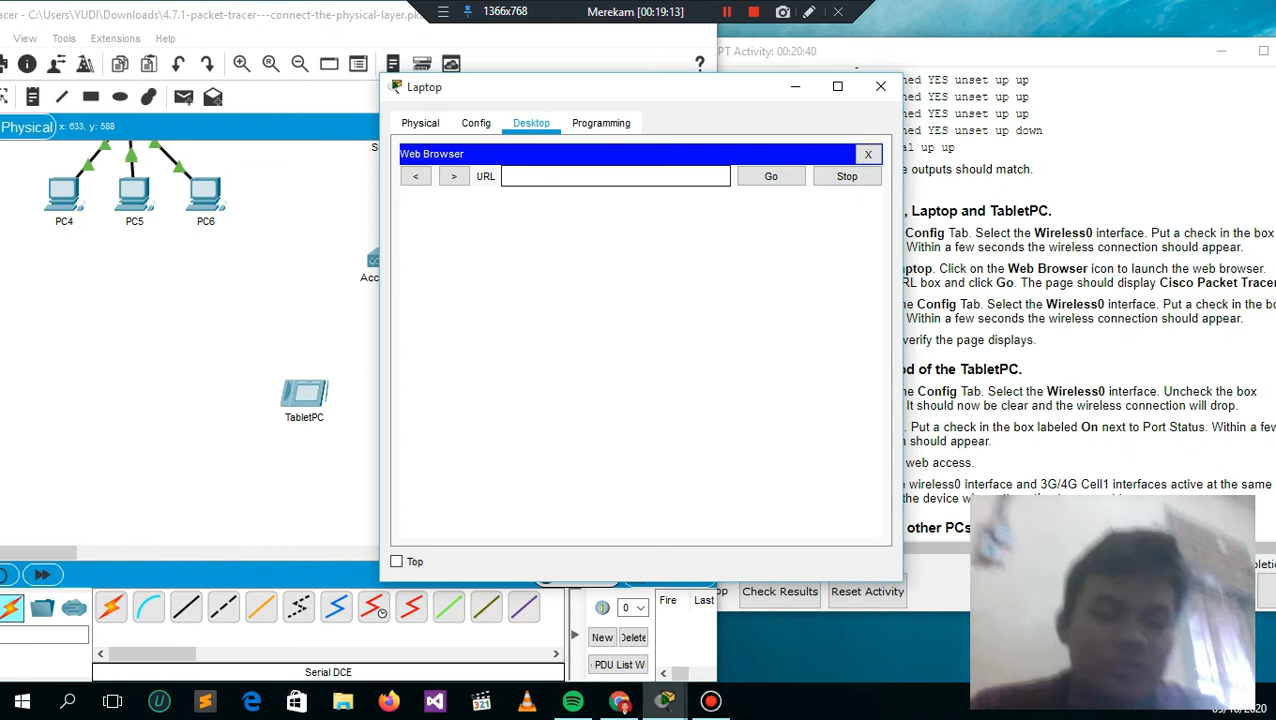 acer - C:\Users\YUDI\Downloads\4.7.1-packet-tracer---connect-the-physical-layer.pk
1366x768
Merekam [00:19:13]
View Tools Extensions Help
PT Activity: 00:20:40
?
Physical
x: 633, y: 588
Laptop
Physical Config Desktop Programming
Web Browser
X
< > URL
Go
Stop
PC4
PC5
PC6
Acc
TabletPC
Top
ned YES unset up up
ned YES unset up up
ned YES unset up up
ned YES unset up down
al up up
e outputs should match.
, Laptop and TabletPC.
Config Tab. Select the Wireless0 interface. Put a check in the box
Within a few seconds the wireless connection should appear.
aptop. Click on the Web Browser icon to launch the web browser.
RL box and click Go. The page should display Cisco Packet Tracer
the Config Tab. Select the Wireless0 interface. Put a check in the bo
Within a few seconds the wireless connection should appear.
verify the page displays.
od of the TabletPC.
the Config Tab. Select the Wireless0 interface. Uncheck the box
It should now be clear and the wireless connection will drop.
. Put a check in the box labeled On next to Port Status. Within a few
n should appear.
web access.
e wireless0 interface and 3G/4G Cell1 interfaces active at the same
the device
other PCs
0
Fire
Last
New
Delete
PDU List W
op
Check Results
Reset Activity
pletio
Serial DCE
321
2020